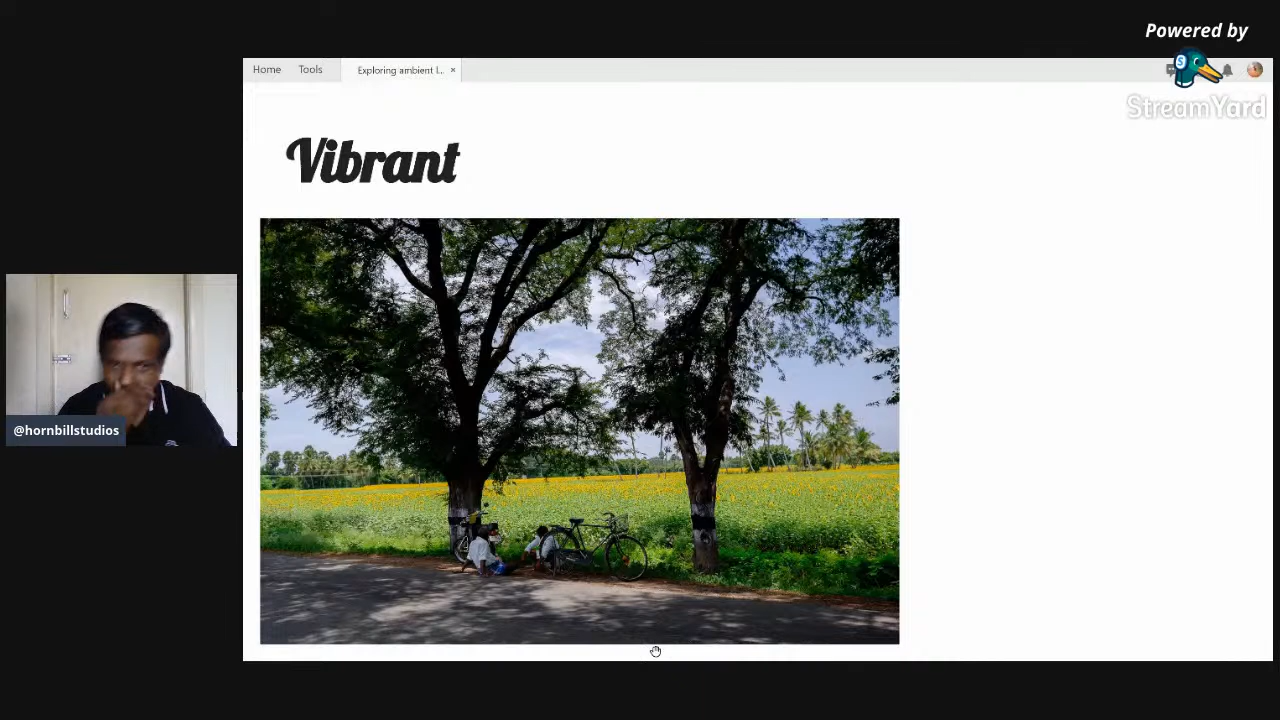 Powered by
StreamYard
Home Tools Exploring ambient l... ×
Vibrant
@hornbillstudios